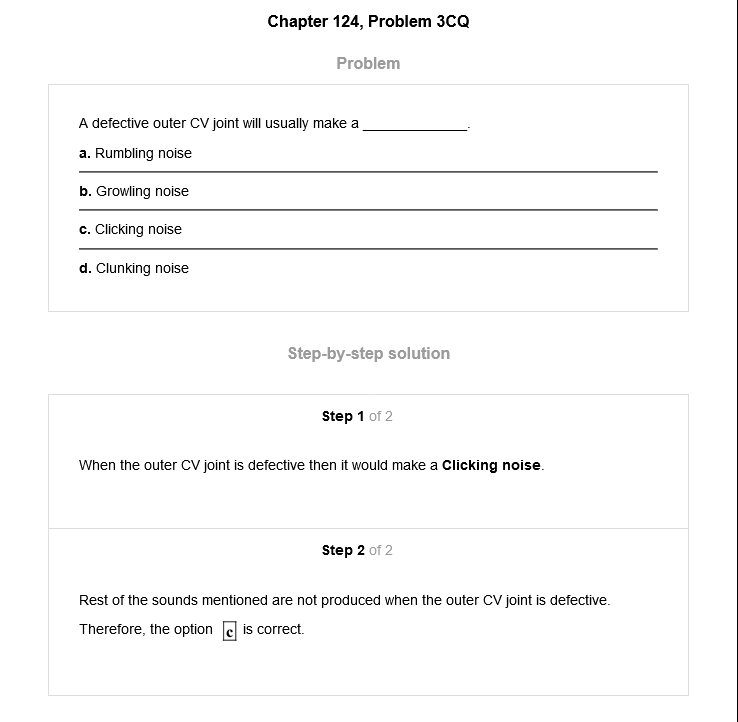 Chapter 124, Problem 3CQ
Problem
A defective outer CV joint will usually make a ______________.
a. Rumbling noise
b. Growling noise
c. Clicking noise
d. Clunking noise
Step-by-step solution
Step 1 of 2
When the outer CV joint is defective then it would make a Clicking noise.
Step 2 of 2
Rest of the sounds mentioned are not produced when the outer CV joint is defective.
Therefore, the option c is correct.